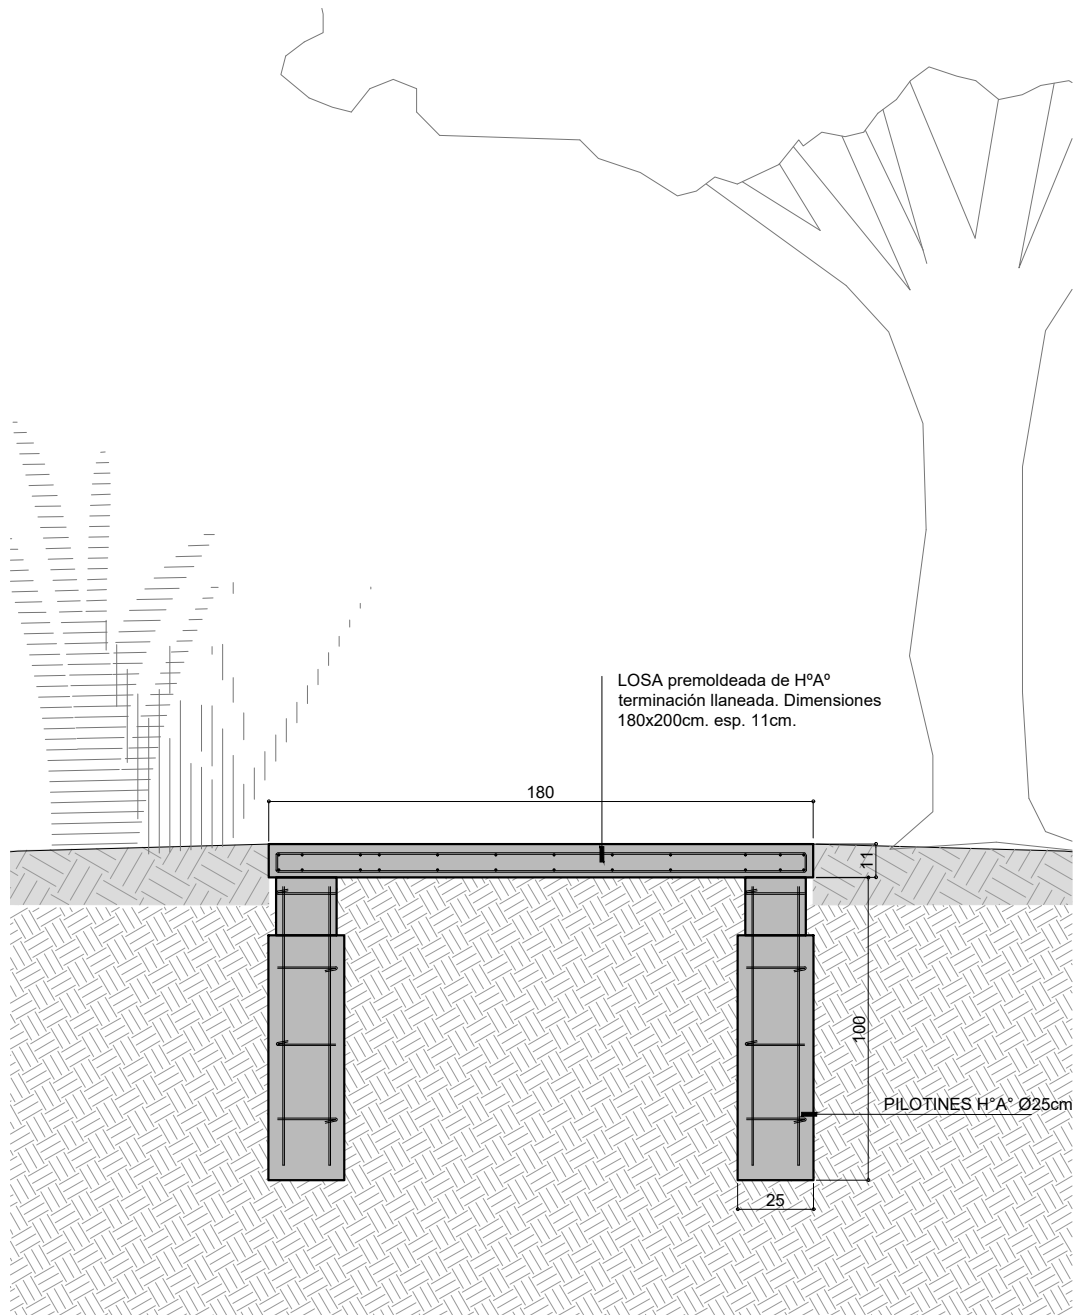 LOSA premoldeada de HºAº
terminación llaneada. Dimensiones
180x200cm. esp. 11cm.
180
11
100
PILOTINES H°A° Ø25cm
25